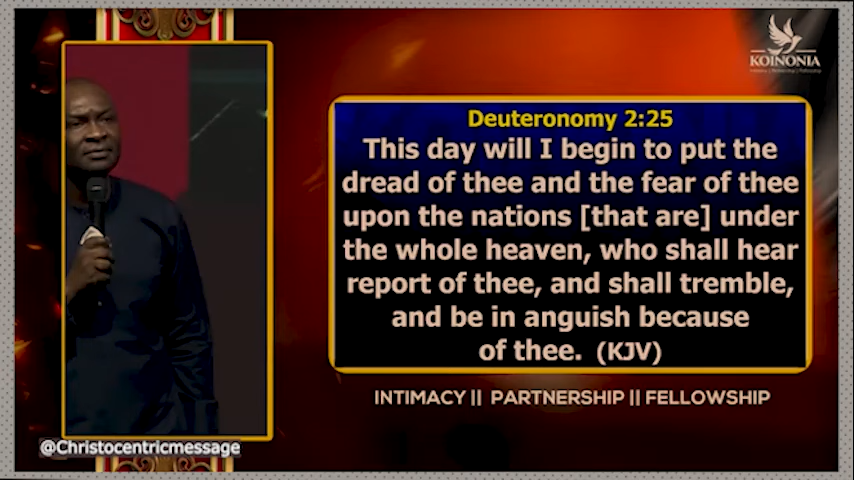 KOINONIA
Deuteronomy 2:25
This day will I begin to put the
dread of thee and the fear of thee
upon the nations [that are] under
the whole heaven, who shall hear
report of thee, and shall tremble,
and be in anguish because
of thee. (KJV)
INTIMACY || PARTNERSHIP || FELLOWSHIP
@Christocentricmessage